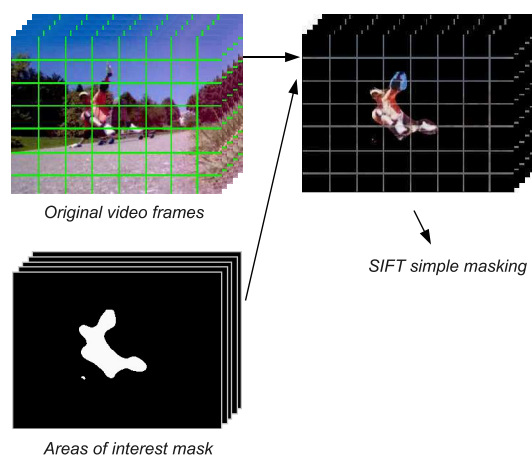 Original video frames
SIFT simple masking
Areas of interest mask